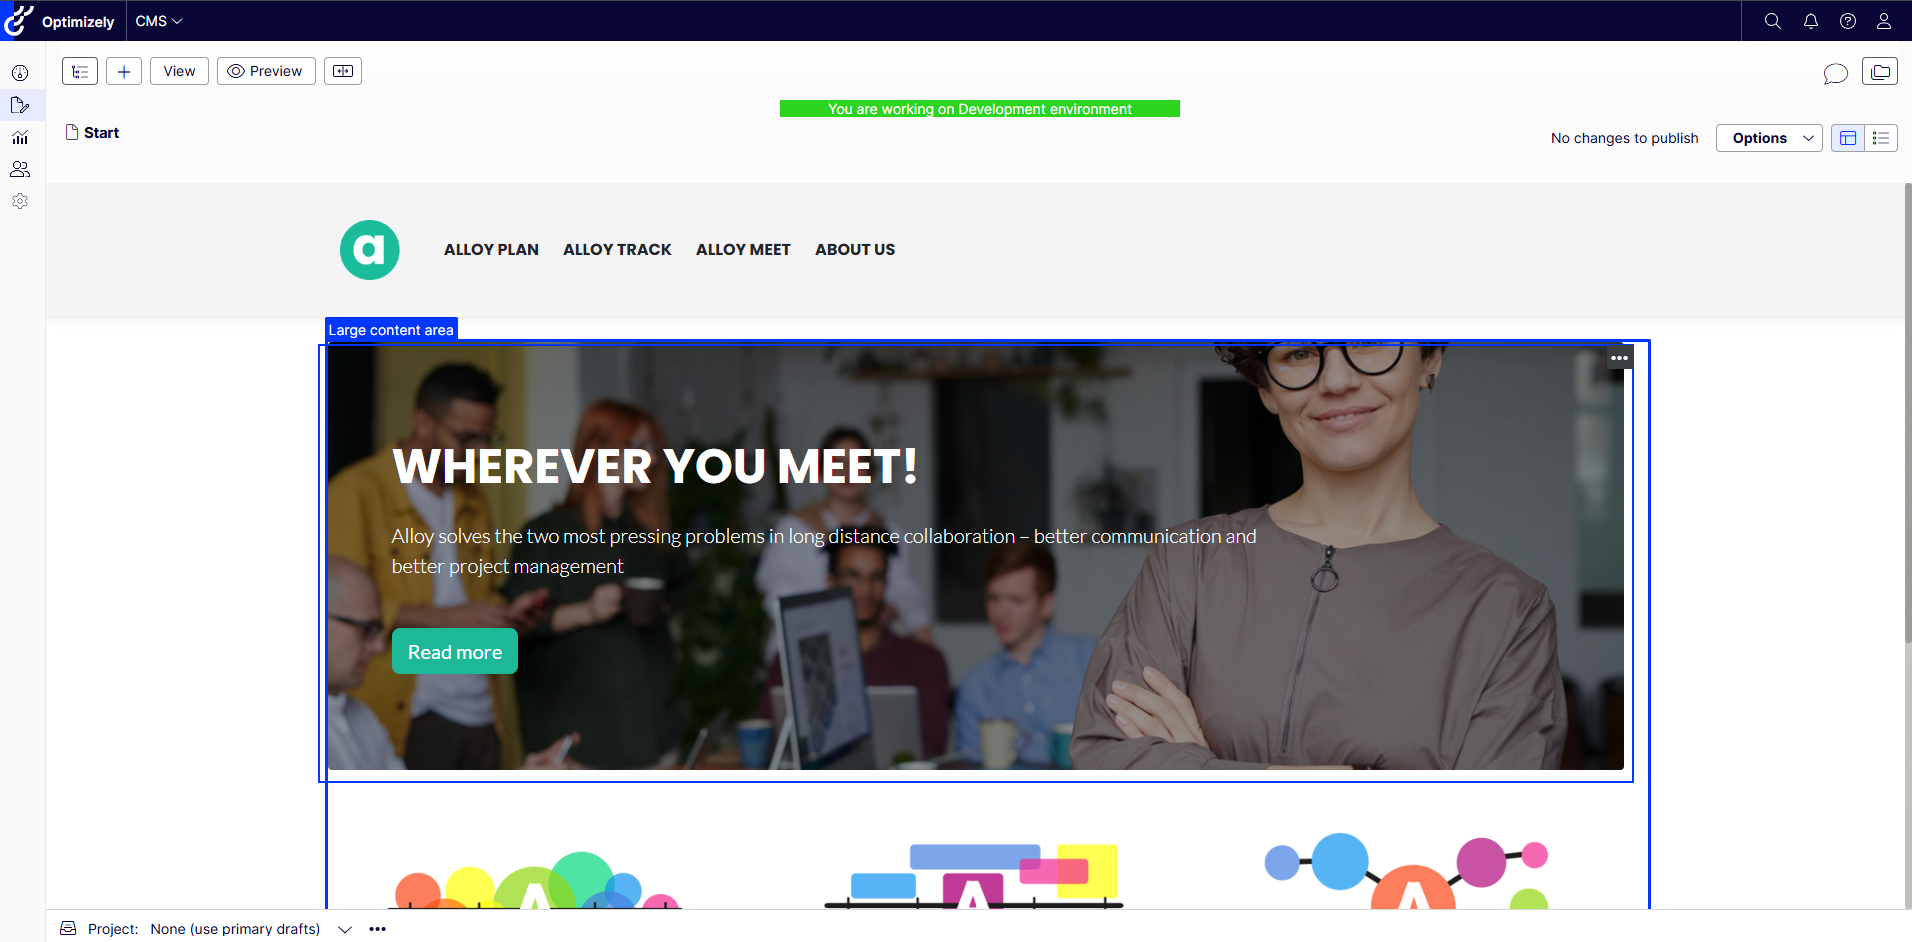 Optimizely
CMS
View
Preview
You are working on Development environment
Start
No changes to publish
Options
a
ALLOY PLAN
ALLOY TRACK
ALLOY MEET
ABOUT US
Large content area
WHEREVER YOU MEET!
Alloy solves the two most pressing problems in long distance collaboration – better communication and
better project management
Read more
A
A
A
Project:
None (use primary drafts)